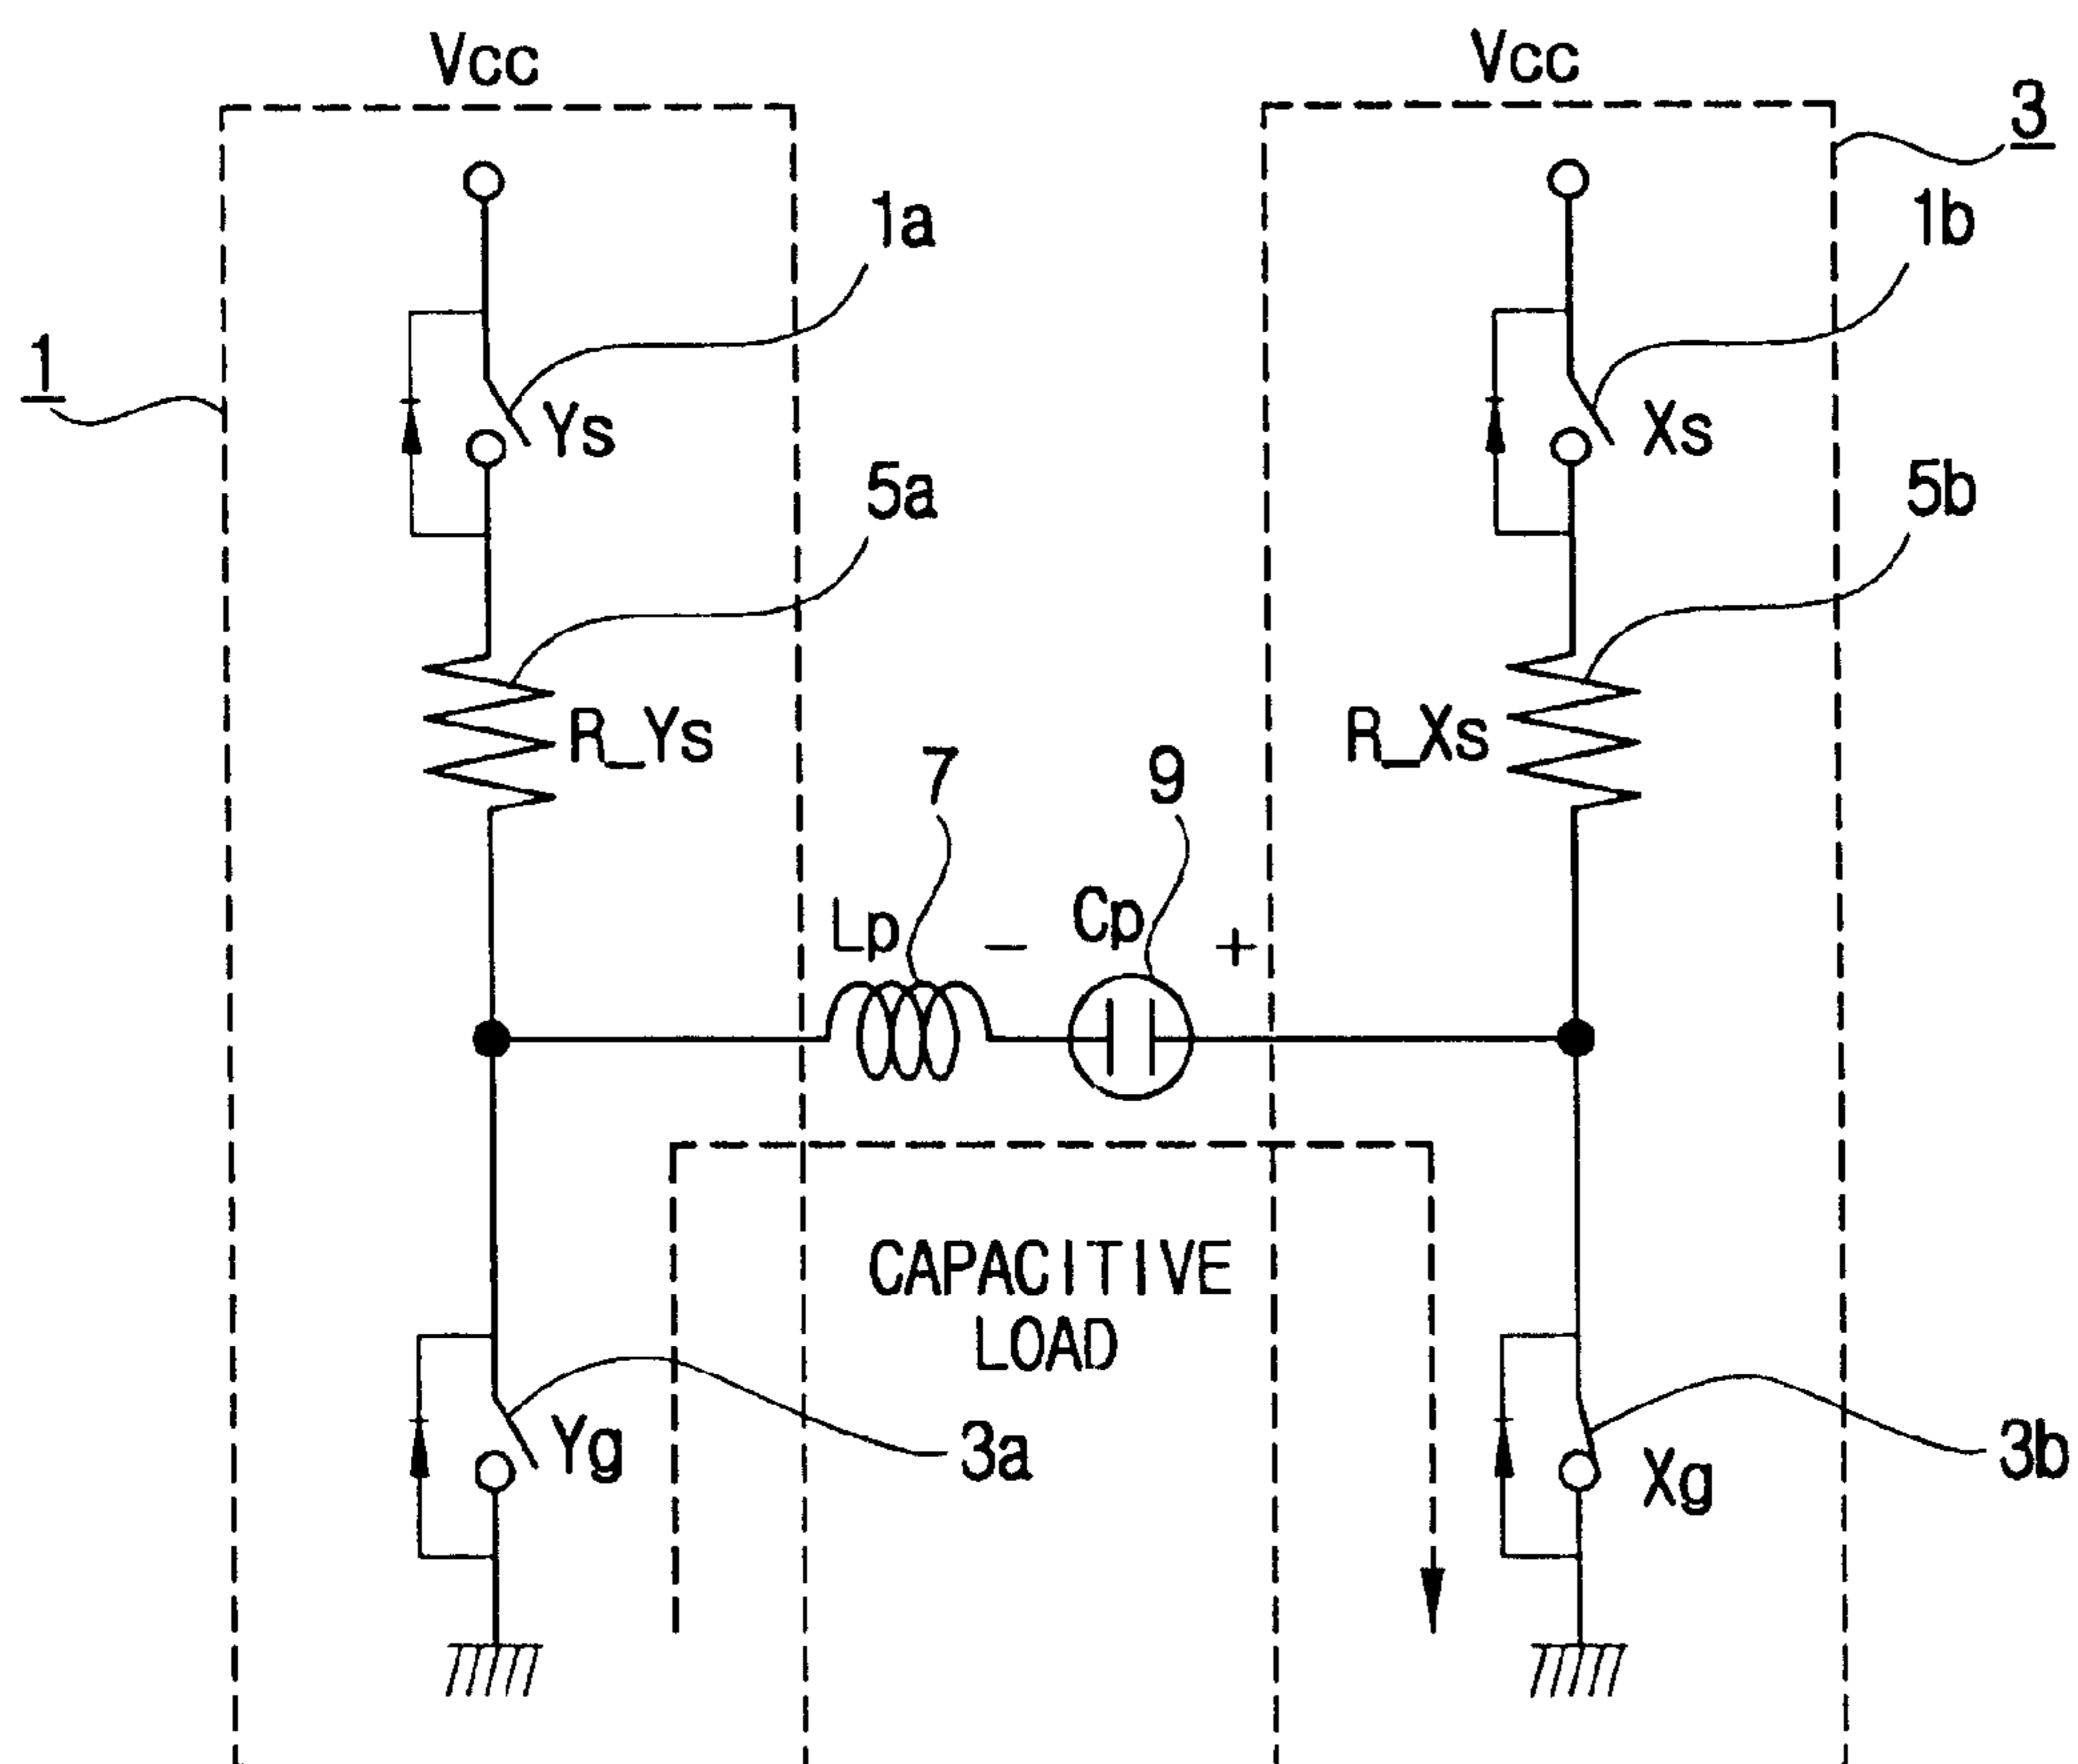 Vcc
Vcc
3
1a
1b
1
Ys
Xs
5a
5b
R_Ys
R_Xs
7
9
Lp
−
Cp
+
CAPACITIVE
LOAD
Yg
3a
Xg
3b